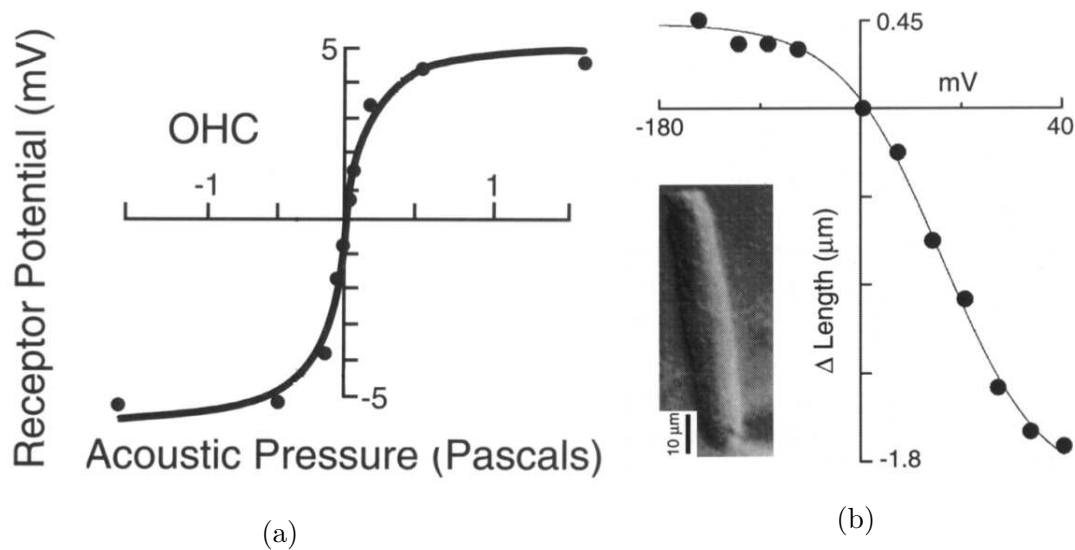 Receptor Potential (mV)
OHC
5
-1
1
-5
Acoustic Pressure (Pascals)
(a)
0.45
mV
-180
40
Δ Length (μm)
10 μm
-1.8
(b)